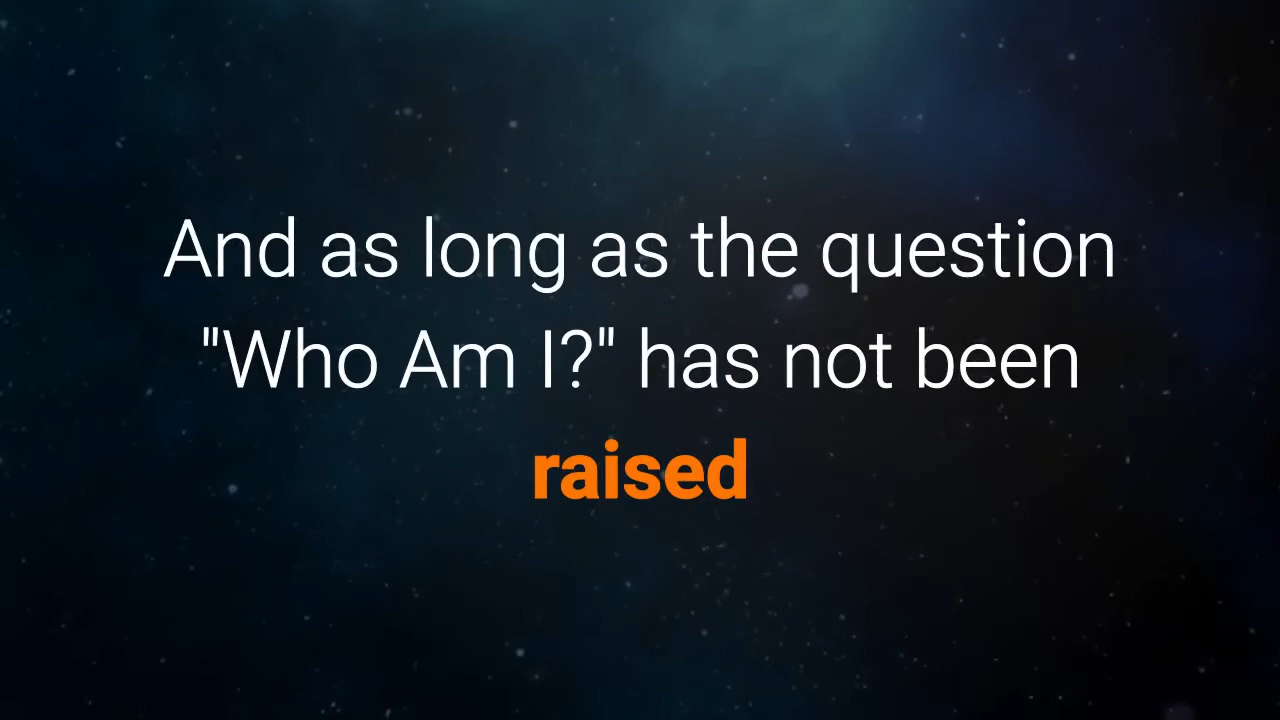 And as long as the question
"Who Am I?" has not been
raised